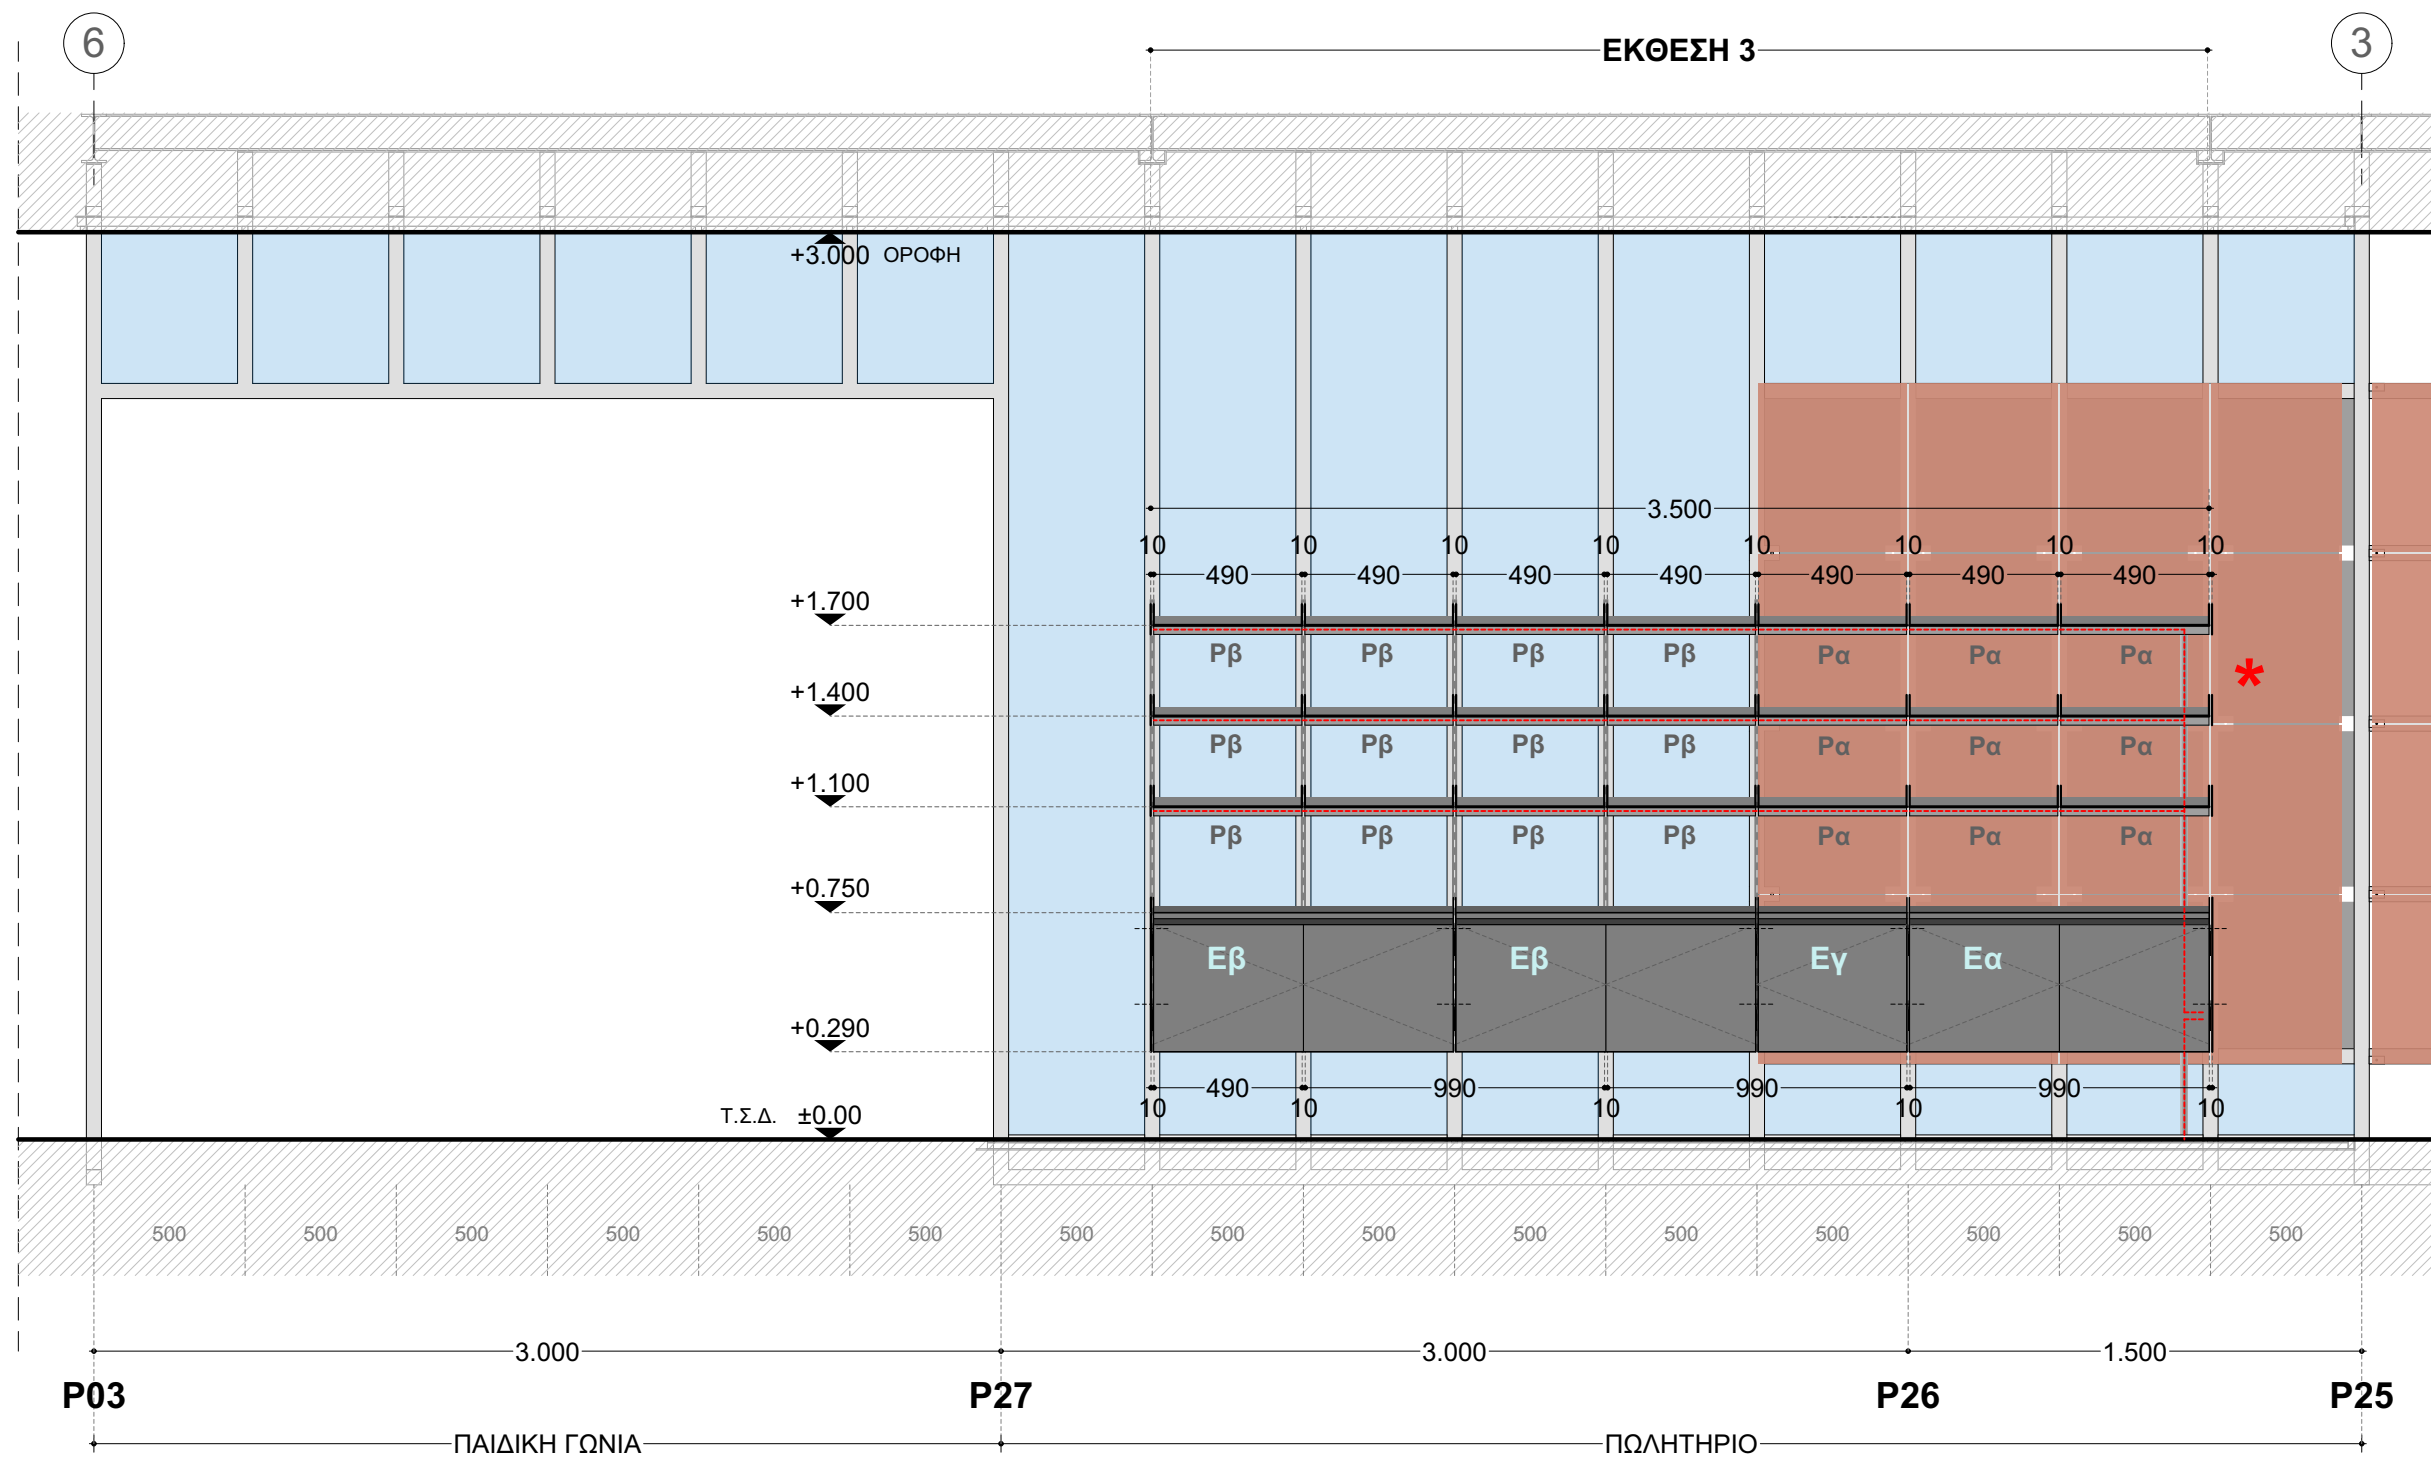 6
ΕΚΘΕΣΗ 3
3
+3.000 ΟΡΟΦΗ
3.500
10 10 10 10 10 10 10 10
490 490 490 490 490 490 490
+1.700
Ρβ Ρβ Ρβ Ρβ Ρα Ρα Ρα
*
+1.400
Ρβ Ρβ Ρβ Ρβ Ρα Ρα Ρα
+1.100
Ρβ Ρβ Ρβ Ρβ Ρα Ρα Ρα
+0.750
Εβ Εβ Εγ Εα
+0.290
490 990 990 990
10 10 10 10 10
Τ.Σ.Δ. ±0.00
500 500 500 500 500 500 500 500 500 500 500 500 500 500 500
3.000 3.000 1.500
P03 P27 P26 P25
ΠΑΙΔΙΚΗ ΓΩΝΙΑ ΠΩΛΗΤΗΡΙΟ